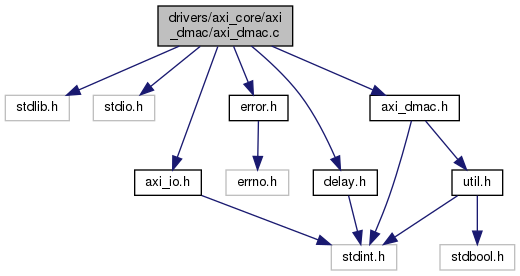 drivers/axi_core/axi
_dmac/axi_dmac.c
stdlib.h
stdio.h
error.h
axi_dmac.h
axi_io.h
errno.h
delay.h
util.h
stdint.h
stdbool.h